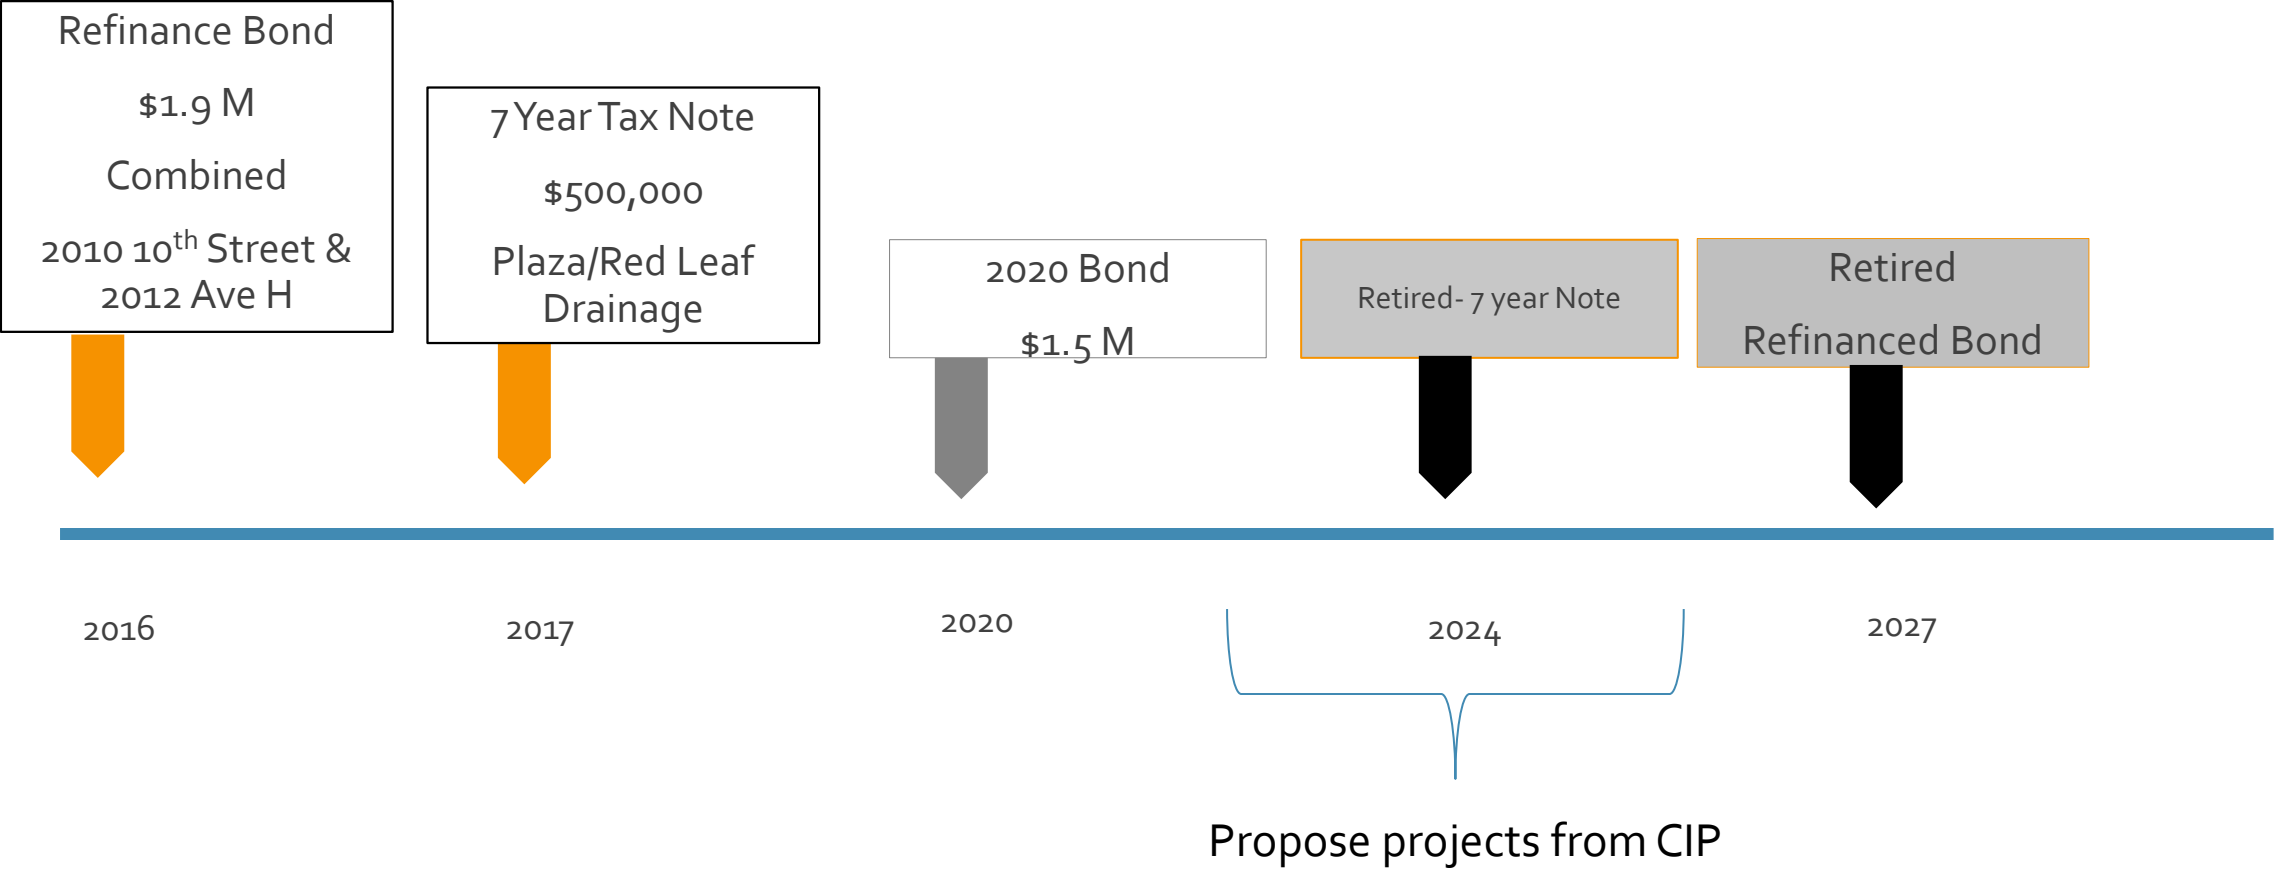 Refinance Bond
$1.9 M
Combined
2010 10th Street &
2012 Ave H
7 Year Tax Note
$500,000
Plaza/Red Leaf
Drainage
2020 Bond
$1.5 M
Retired- 7 year Note
Retired
Refinanced Bond
2016
2017
2020
2024
2027
Propose projects from CIP